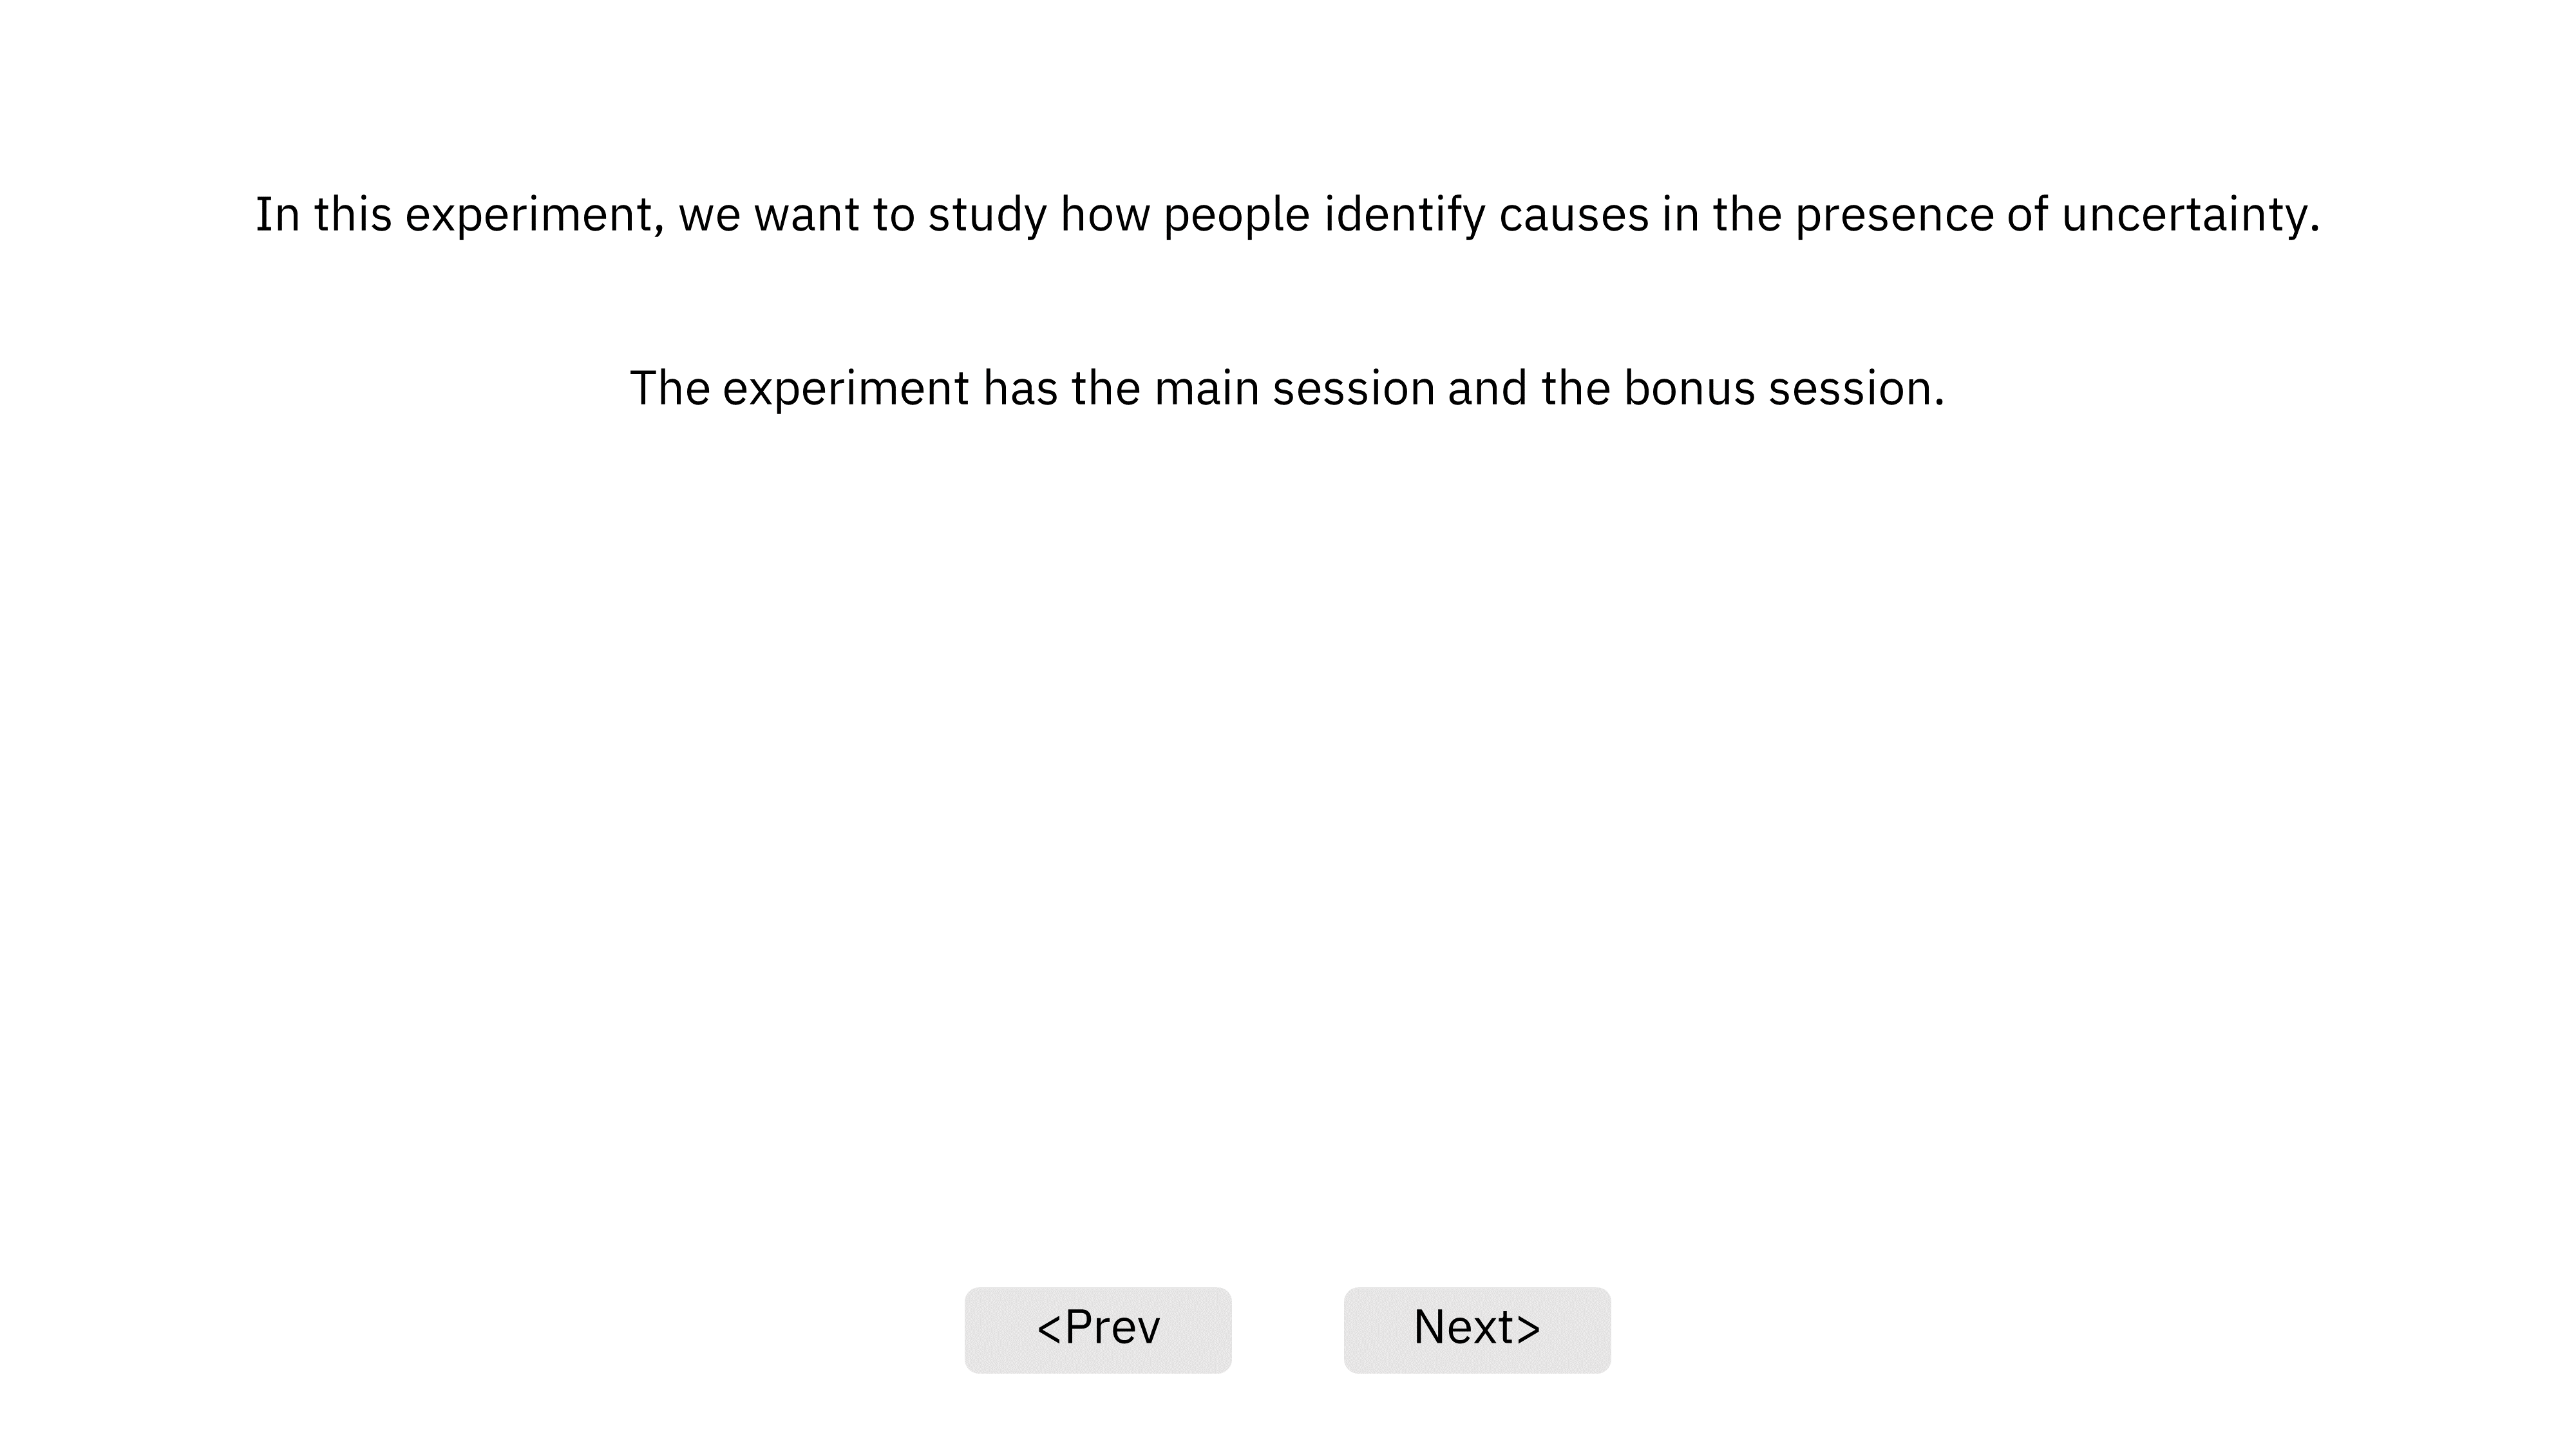 In this experiment, we want to study how people identify causes in the presence of uncertainty.
The experiment has the main session and the bonus session.
<Prev
Next>